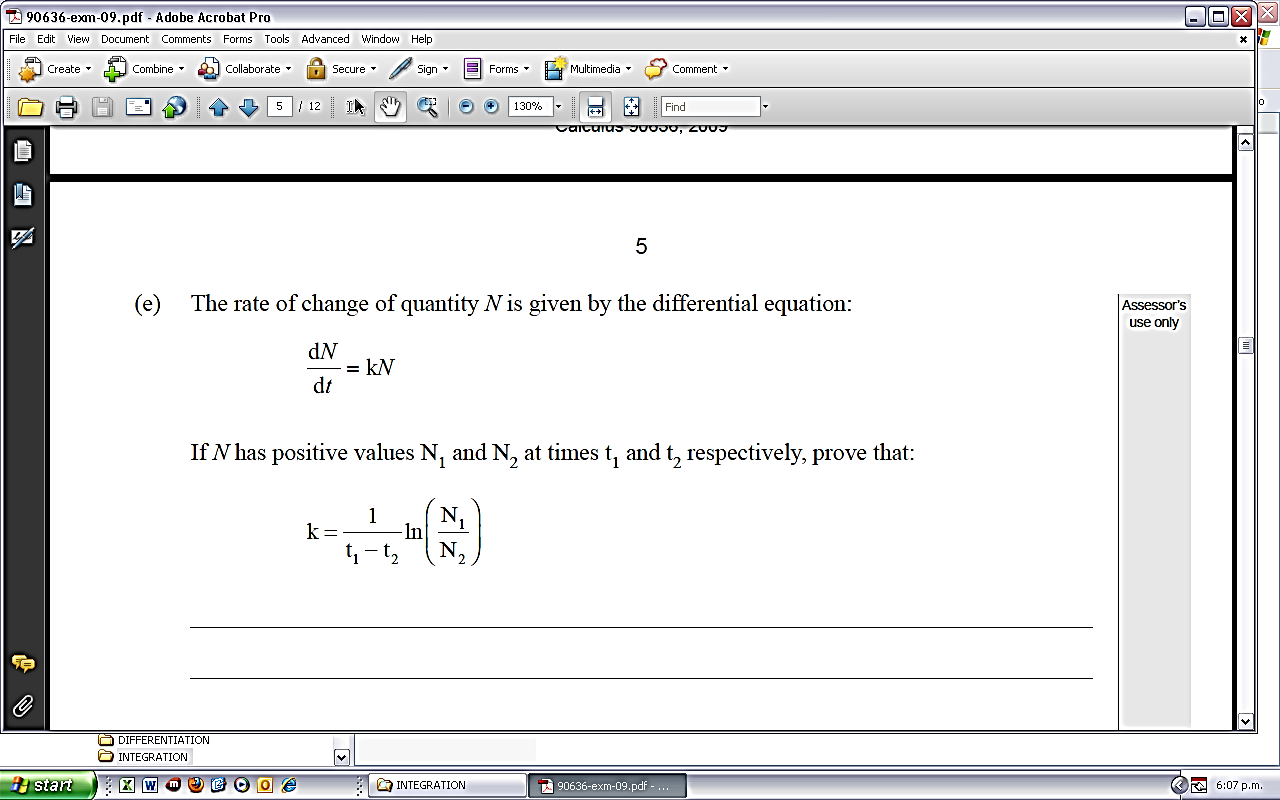 90636-exm-09.pdf - Adobe Acrobat Pro
File Edit View Document Comments Forms Tools Advanced Window Help
Create Combine Collaborate Secure Sign Forms Multimedia Comment
5 / 12 130% Find
Calculus 90636, 2009
5
(e) The rate of change of quantity N is given by the differential equation:
Assessor's
use only
dN/dt = kN
If N has positive values N₁ and N₂ at times t₁ and t₂ respectively, prove that:
k = 1/(t₁ – t₂) ln(N₁/N₂)
DIFFERENTIATION
INTEGRATION
start INTEGRATION 90636-exm-09.pdf - ... 6:07 p.m.